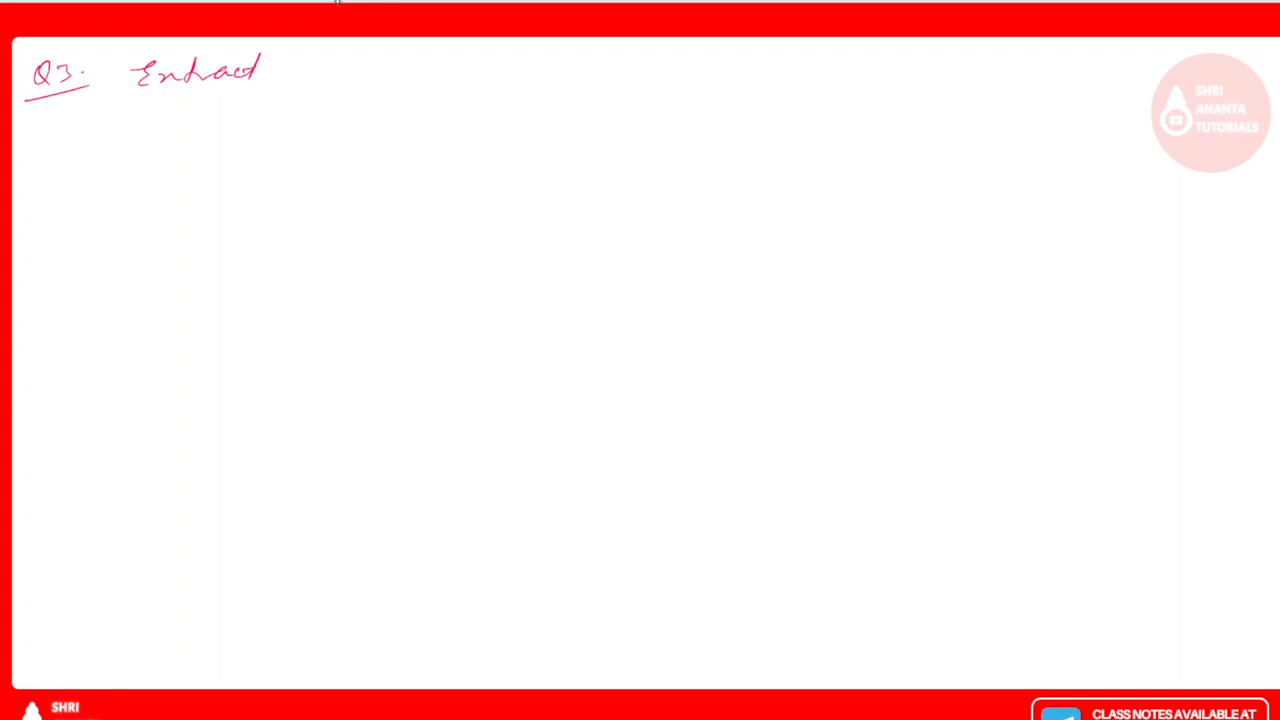 Q3. Extract
SHRI
ANANTA
TUTORIALS
SHRI
CLASS NOTES AVAILABLE AT